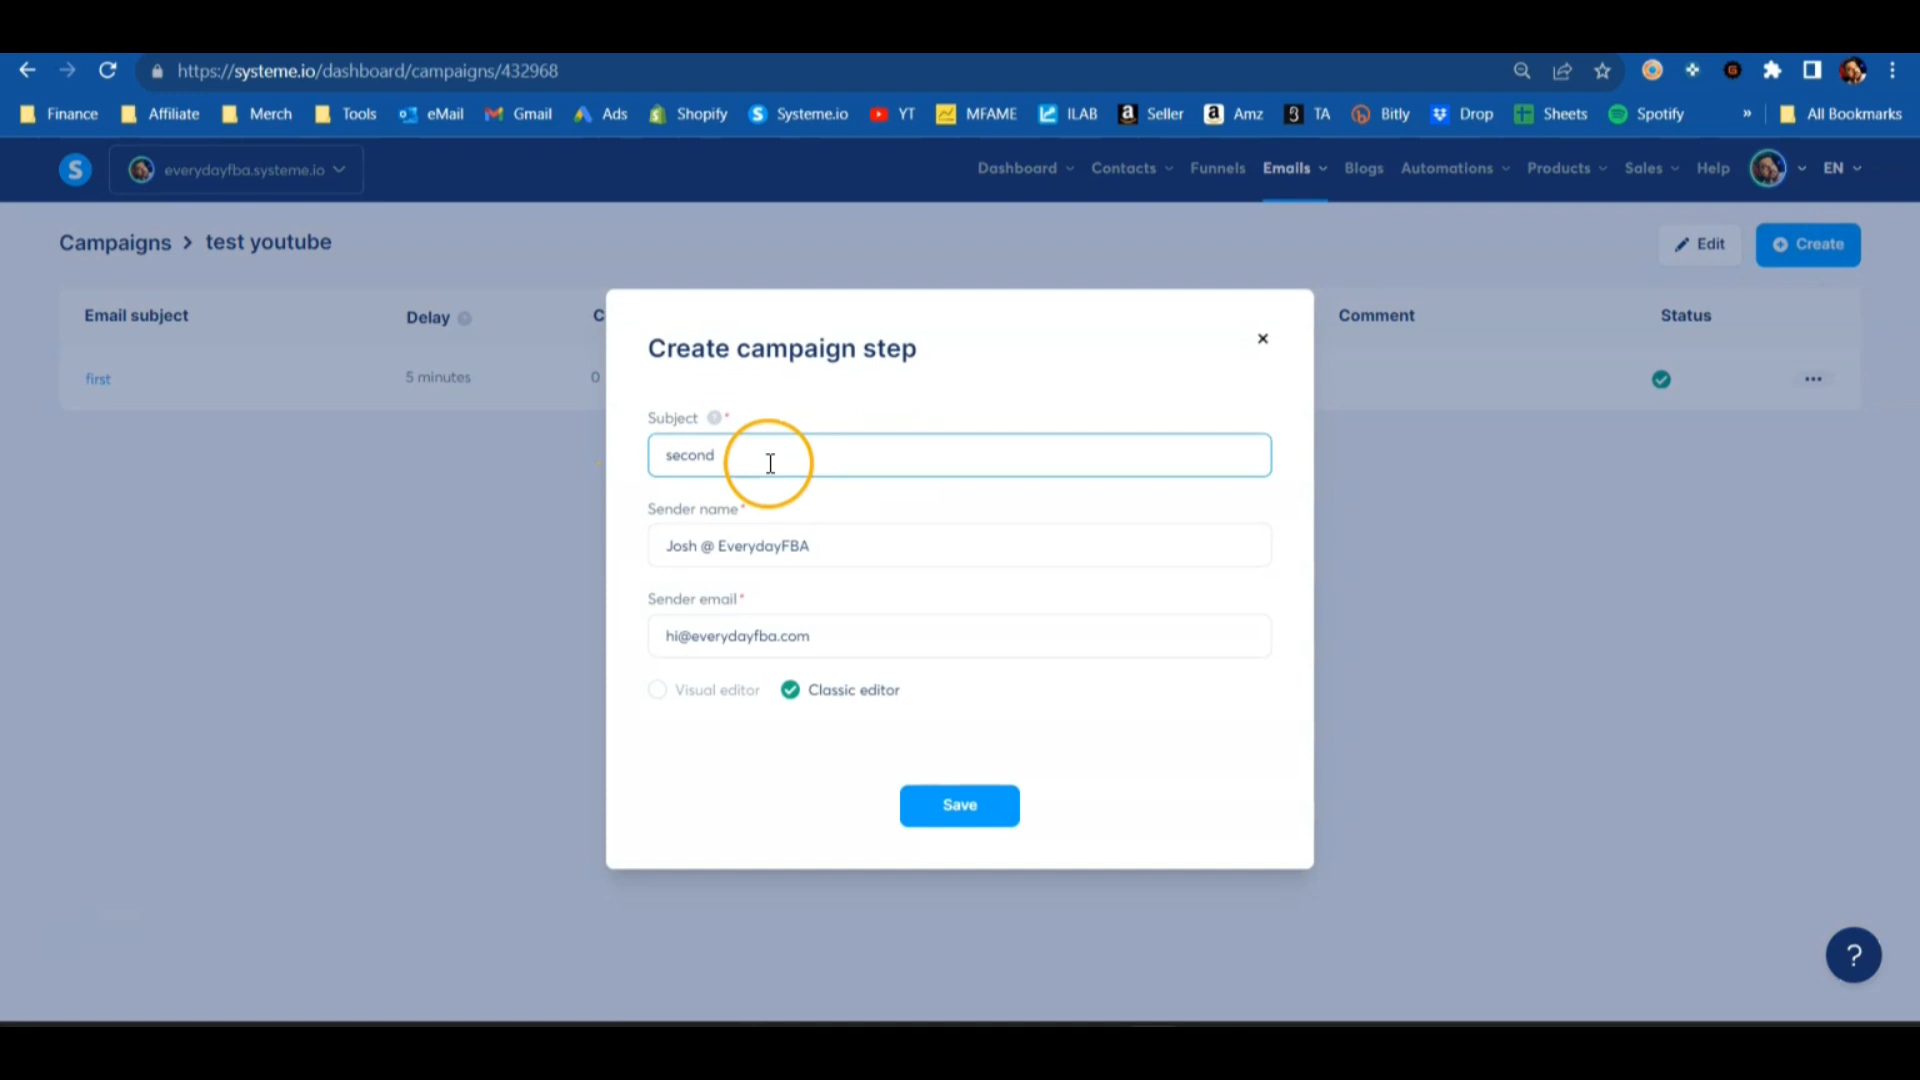 https://systeme.io/dashboard/campaigns/432968
Finance Affiliate Merch Tools eMail Gmail Ads Shopify Systeme.io YT MFAME ILAB Seller Amz TA Bitly Drop Sheets Spotify » All Bookmarks
S everydayfba.systeme.io Dashboard Contacts Funnels Emails Blogs Automations Products Sales Help EN
Campaigns > test youtube Edit Create
Email subject Delay C Comment Status
first 5 minutes 0
Create campaign step
Subject *
second
Sender name *
Josh @ EverydayFBA
Sender email *
hi@everydayfba.com
Visual editor Classic editor
Save
?